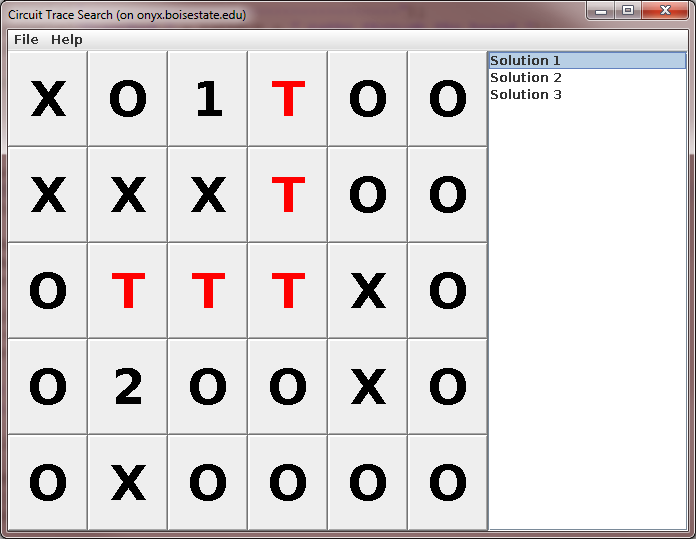 Circuit Trace Search (on onyx.boisestate.edu)
File Help
X O 1 T O O
X X X T O O
O T T T X O
O 2 O O X O
O X O O O O
Solution 1
Solution 2
Solution 3